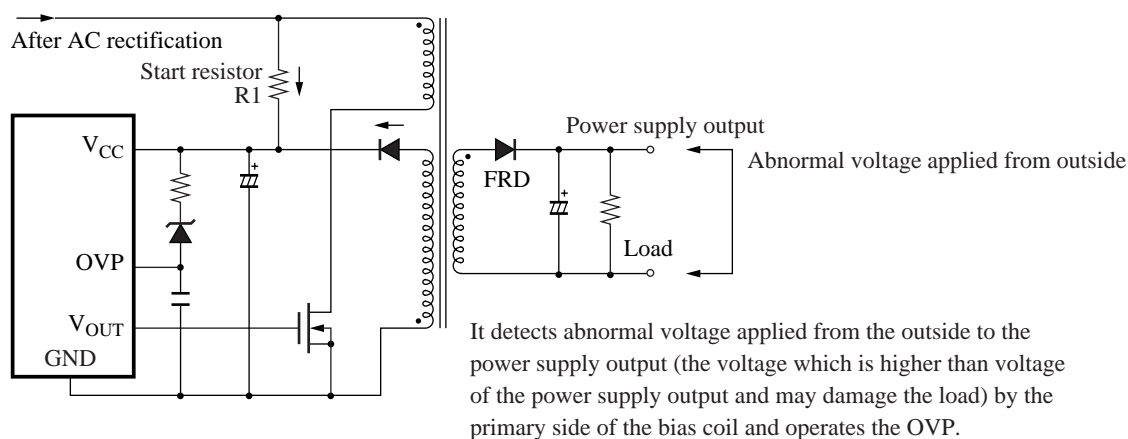 After AC rectification
Start resistor
R1
VCC
OVP
VOUT
GND
+
FRD
+
Power supply output
Load
Abnormal voltage applied from outside
It detects abnormal voltage applied from the outside to the
power supply output (the voltage which is higher than voltage
of the power supply output and may damage the load) by the
primary side of the bias coil and operates the OVP.